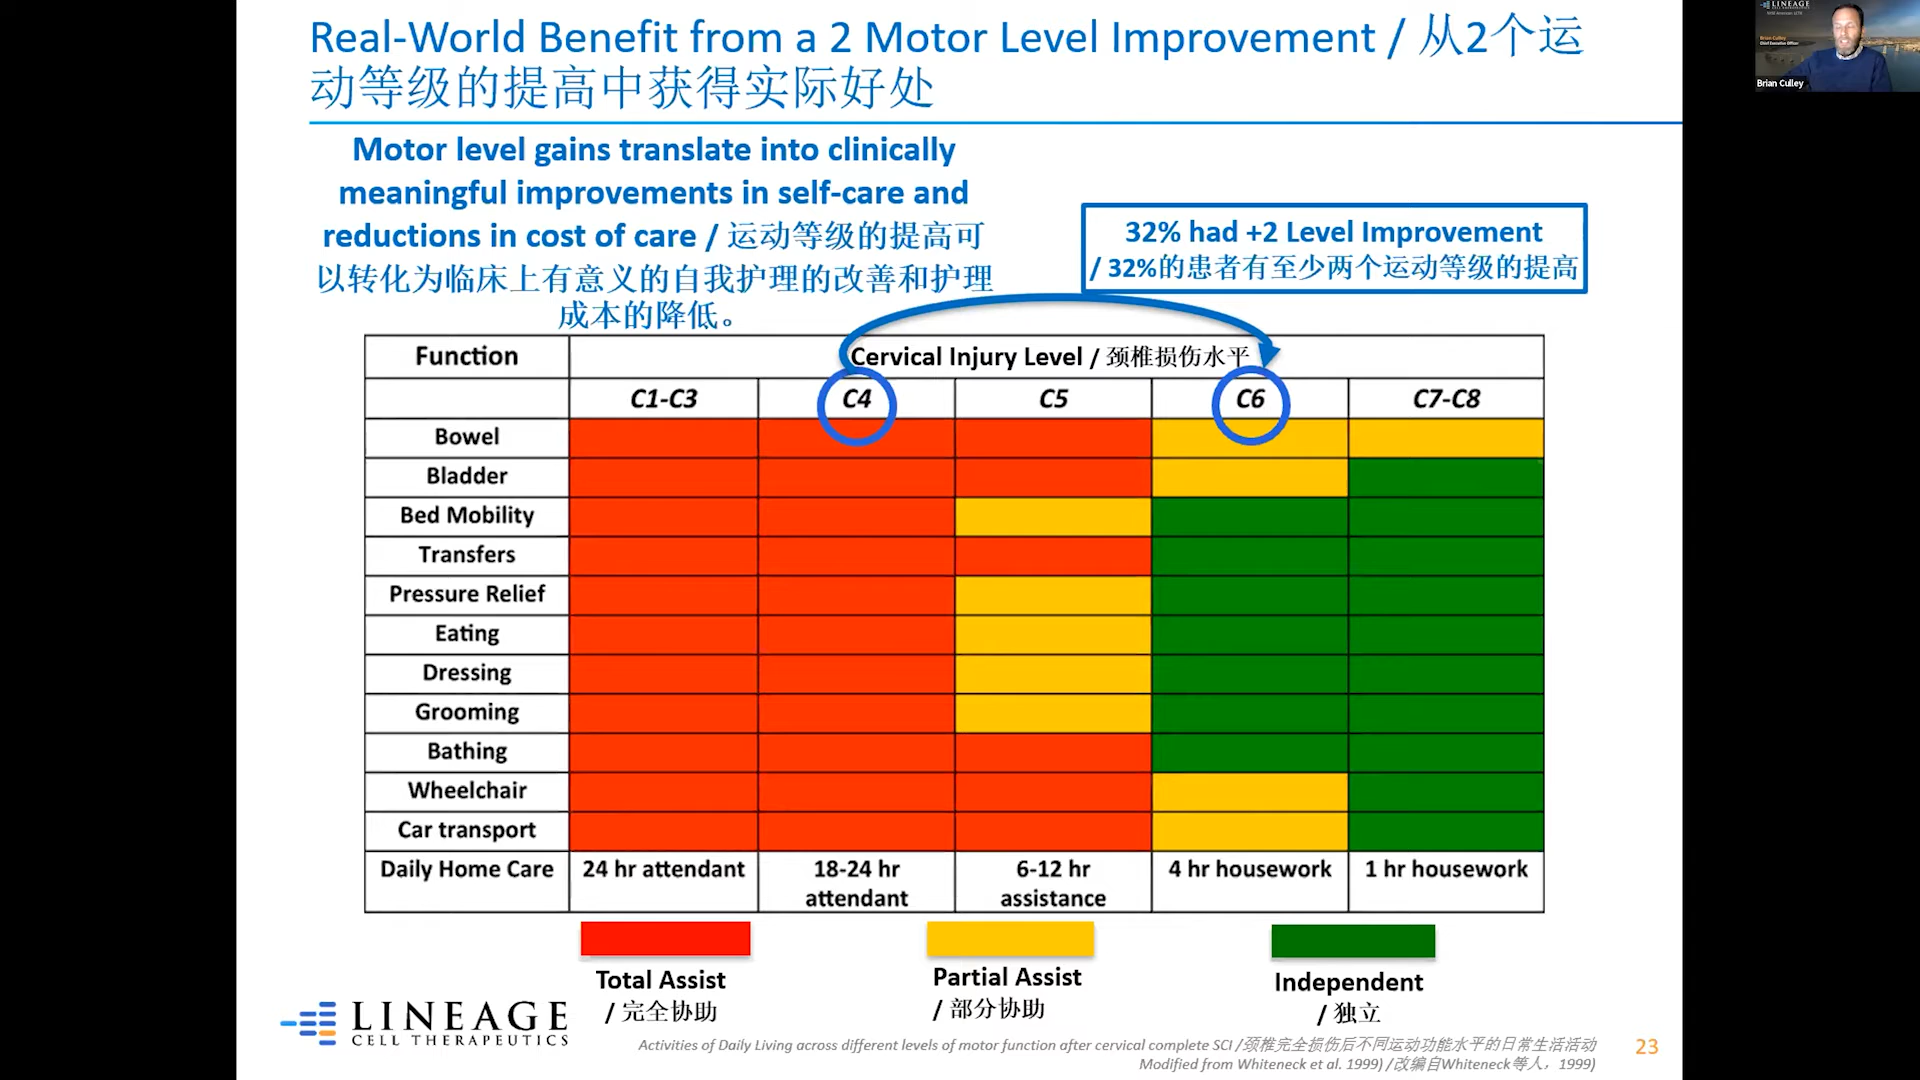 Real-World Benefit from a 2 Motor Level Improvement / 从2个运
动等级的提高中获得实际好处
Motor level gains translate into clinically
meaningful improvements in self-care and
reductions in cost of care / 运动等级的提高可
以转化为临床上有意义的自我护理的改善和护理
成本的降低。
32% had +2 Level Improvement
/ 32%的患者有至少两个运动等级的提高
Function
Cervical Injury Level / 颈椎损伤水平
C1-C3
C4
C5
C6
C7-C8
Bowel
Bladder
Bed Mobility
Transfers
Pressure Relief
Eating
Dressing
Grooming
Bathing
Wheelchair
Car transport
Daily Home Care
24 hr attendant
18-24 hr
attendant
6-12 hr
assistance
4 hr housework
1 hr housework
Total Assist
/ 完全协助
Partial Assist
/ 部分协助
Independent
/ 独立
LINEAGE
CELL THERAPEUTICS
Activities of Daily Living across different levels of motor function after cervical complete SCI /颈椎完全损伤后不同运动功能水平的日常生活活动
Modified from Whiteneck et al. 1999) /改编自Whiteneck等人，1999)
23
LINEAGE
Brian Culley
Chief Executive Officer
Brian Culley